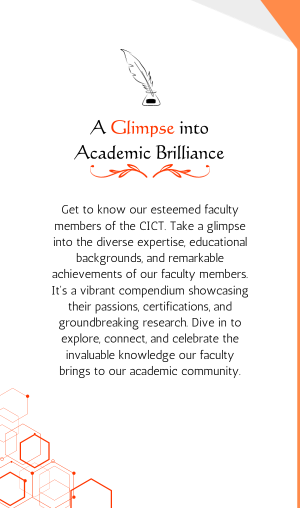 A Glimpse into
Academic Brilliance
Get to know our esteemed faculty
members of the CICT. Take a glimpse
into the diverse expertise, educational
backgrounds, and remarkable
achievements of our faculty members.
It's a vibrant compendium showcasing
their passions, certifications, and
groundbreaking research. Dive in to
explore, connect, and celebrate the
invaluable knowledge our faculty
brings to our academic community.